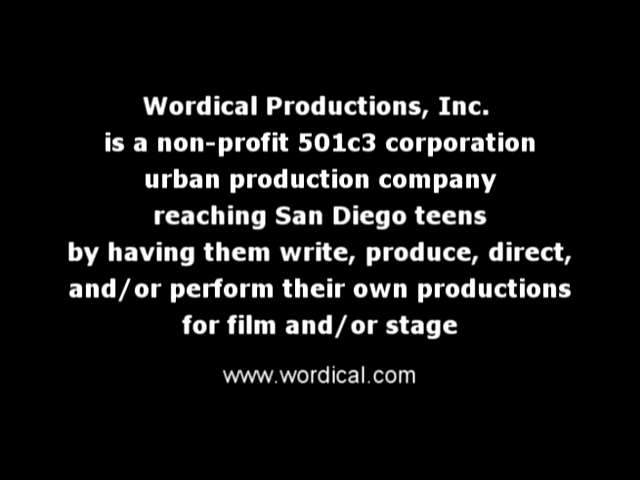 Wordical Productions, Inc.
is a non-profit 501c3 corporation
urban production company
reaching San Diego teens
by having them write, produce, direct,
and/or perform their own productions
for film and/or stage
www.wordical.com